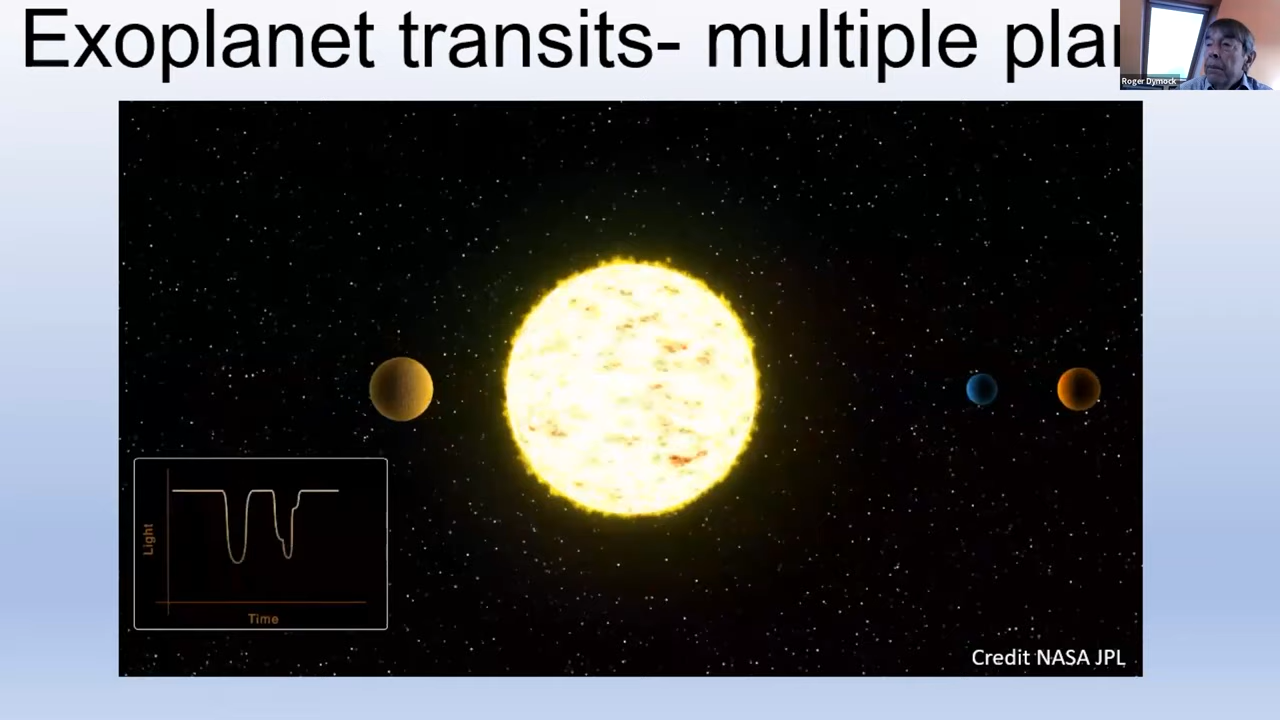 Exoplanet transits- multiple pla
Roger Dymock
Light
Time
Credit NASA JPL